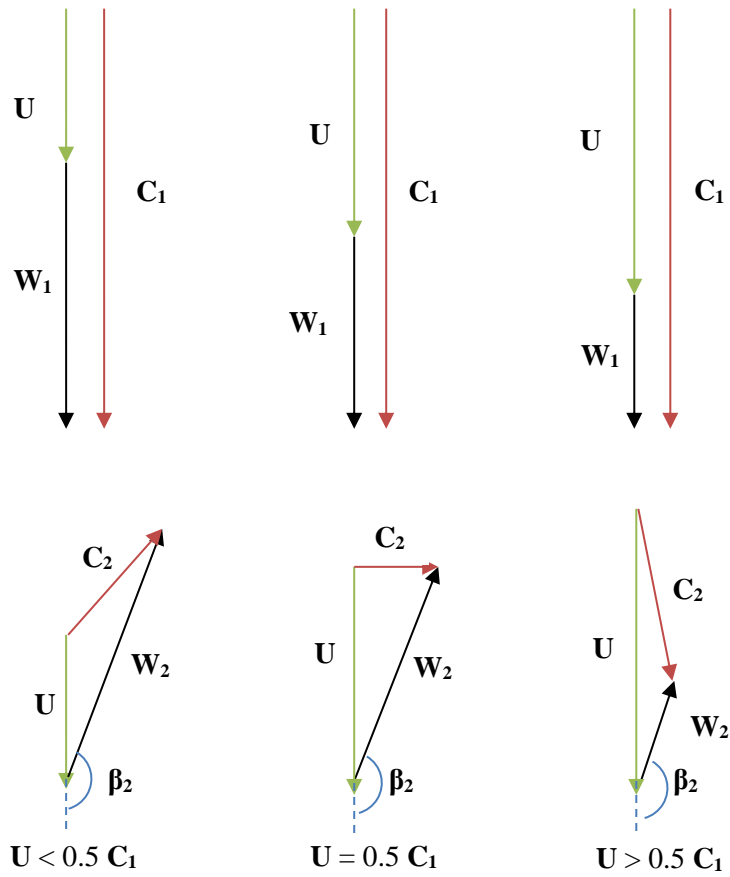 U
C₁
W₁
U
C₁
W₁
U
C₁
W₁
C₂
U
W₂
β₂
U < 0.5 C₁
C₂
U
W₂
β₂
U = 0.5 C₁
C₂
U
W₂
β₂
U > 0.5 C₁